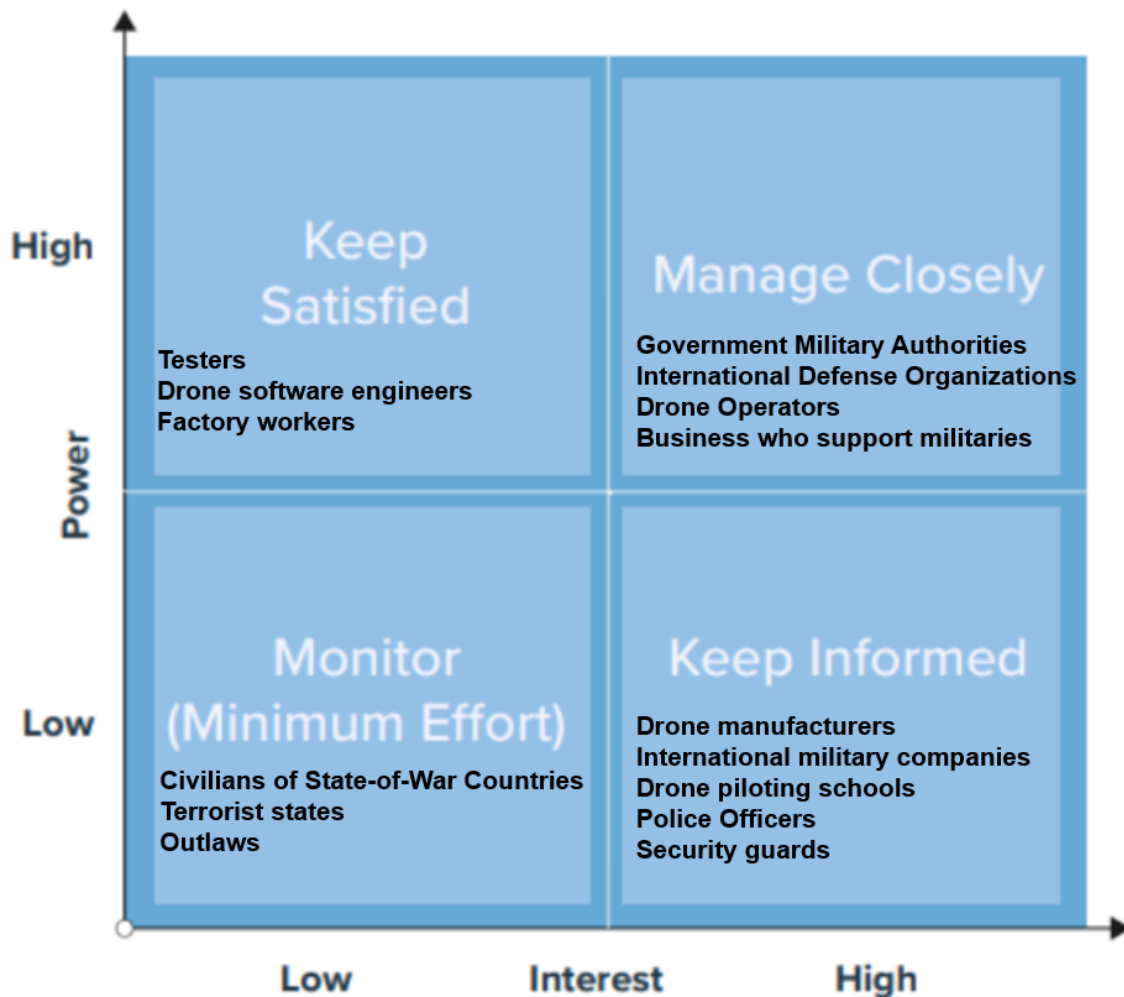 High
Keep
Satisfied
Testers
Drone software engineers
Factory workers
Manage Closely
Government Military Authorities
International Defense Organizations
Drone Operators
Business who support militaries
Power
Low
Monitor
(Minimum Effort)
Civilians of State-of-War Countries
Terrorist states
Outlaws
Keep Informed
Drone manufacturers
International military companies
Drone piloting schools
Police Officers
Security guards
Low
Interest
High